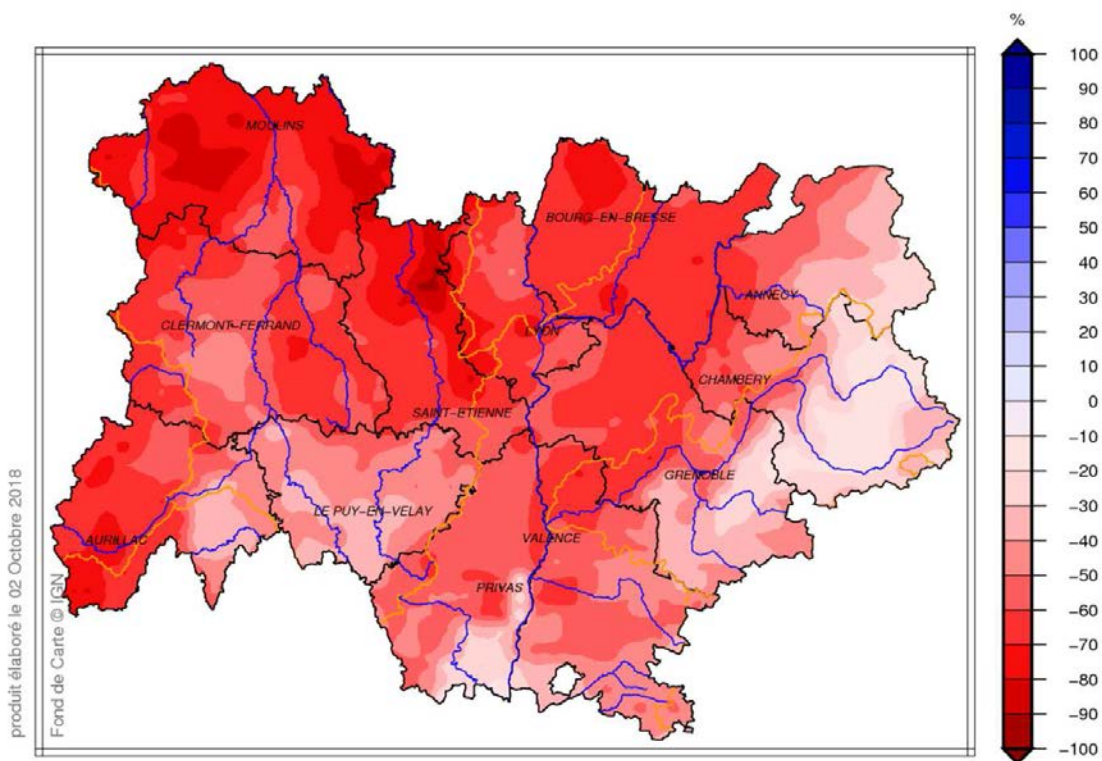 %
100
90
80
70
60
50
40
30
20
10
0
-10
-20
-30
-40
-50
-60
-70
-80
-90
-100
MOULINS
BOURG-EN-BRESSE
ANNECY
CLERMONT-FERRAND
LYON
CHAMBERY
SAINT-ETIENNE
GRENOBLE
LE PUY-EN-VELAY
AURILLAC
VALENCE
PRIVAS
produit élaboré le 02 Octobre 2018
Fond de Carte © IGN